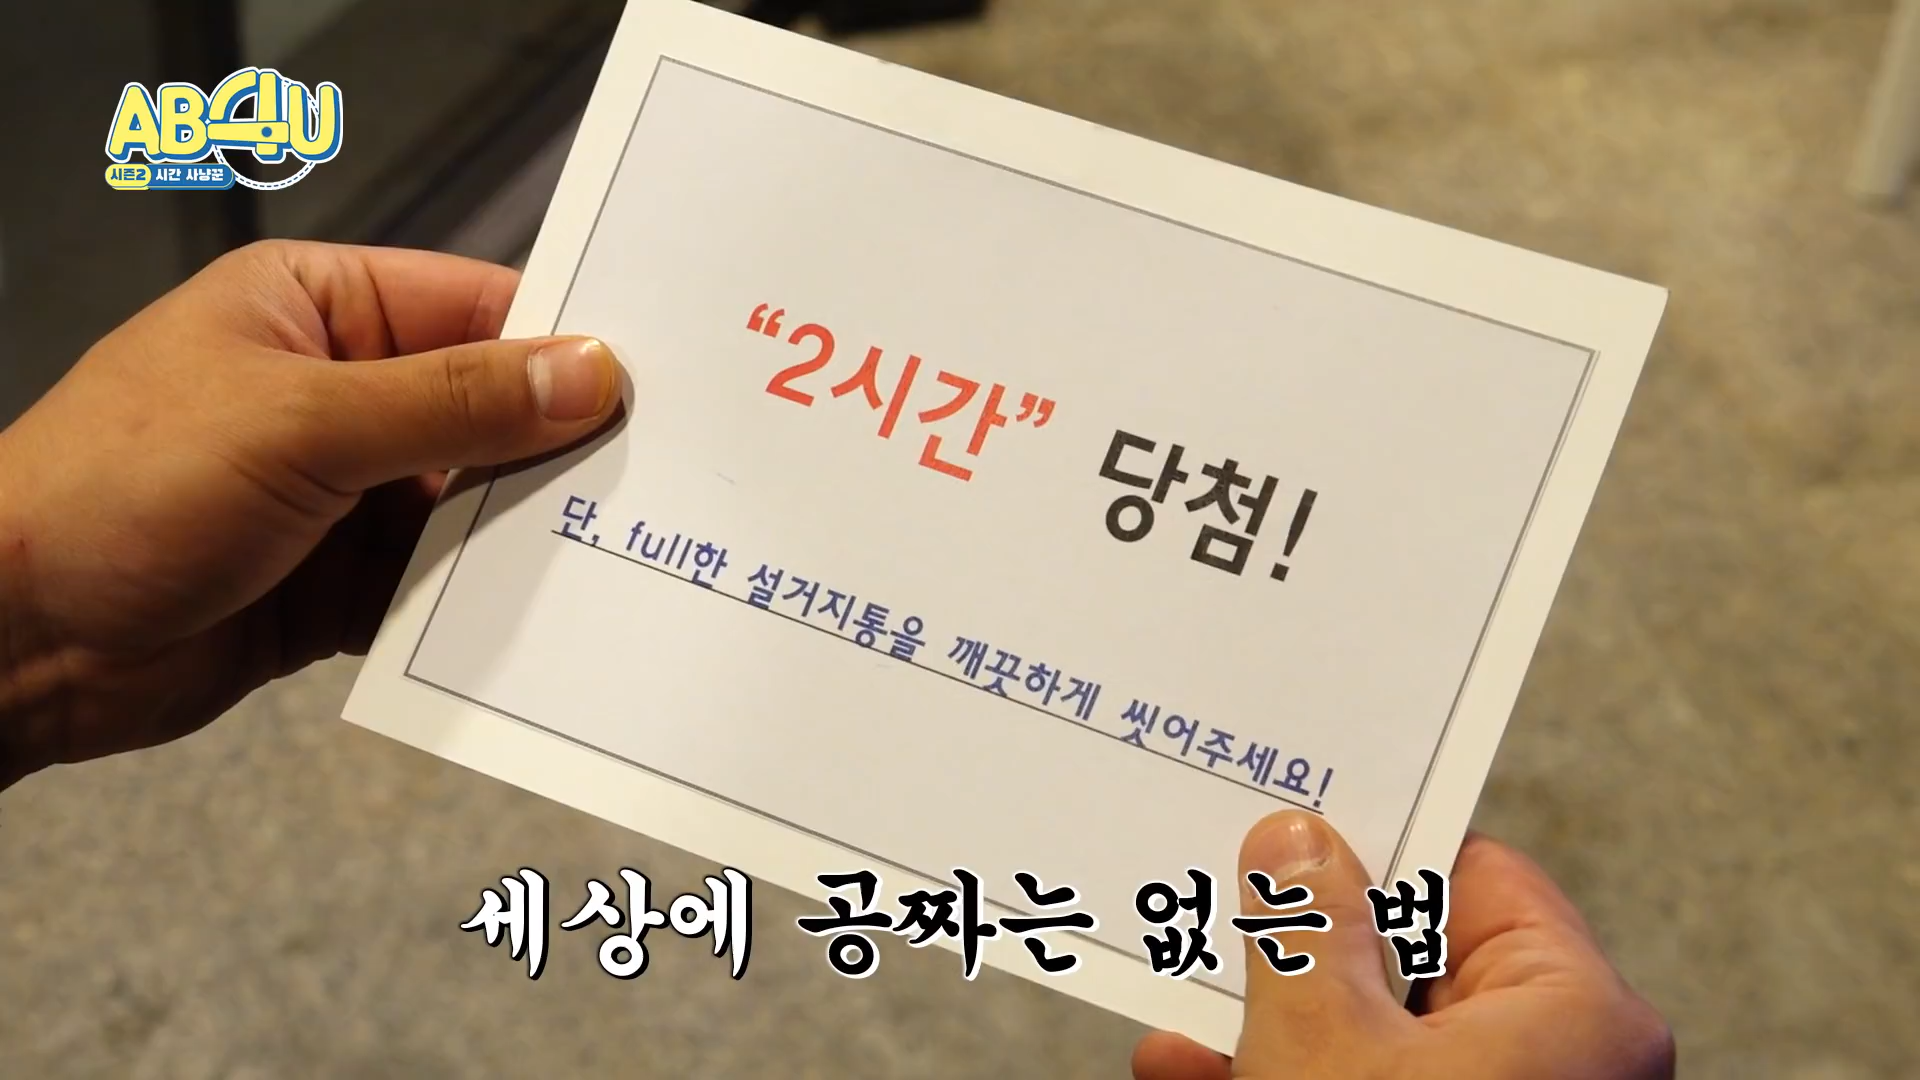 AB4U
시즌2 시간 사냥꾼
“2시간” 당첨!
단, full한 설거지통을 깨끗하게 씻어주세요!
세상에 공짜는 없는 법